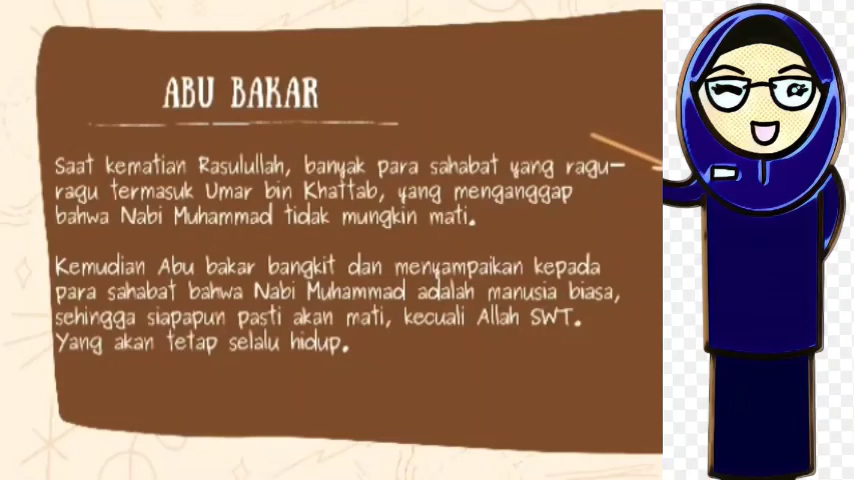 ABU BAKAR
Saat kematian Rasulullah, banyak para sahabat yang ragu-
ragu termasuk Umar bin Khattab, yang menganggap
bahwa Nabi Muhammad tidak mungkin mati.
Kemudian Abu bakar bangkit dan menyampaikan kepada
para sahabat bahwa Nabi Muhammad adalah manusia biasa,
sehingga siapapun pasti akan mati, kecuali Allah SWT.
Yang akan tetap selalu hidup.